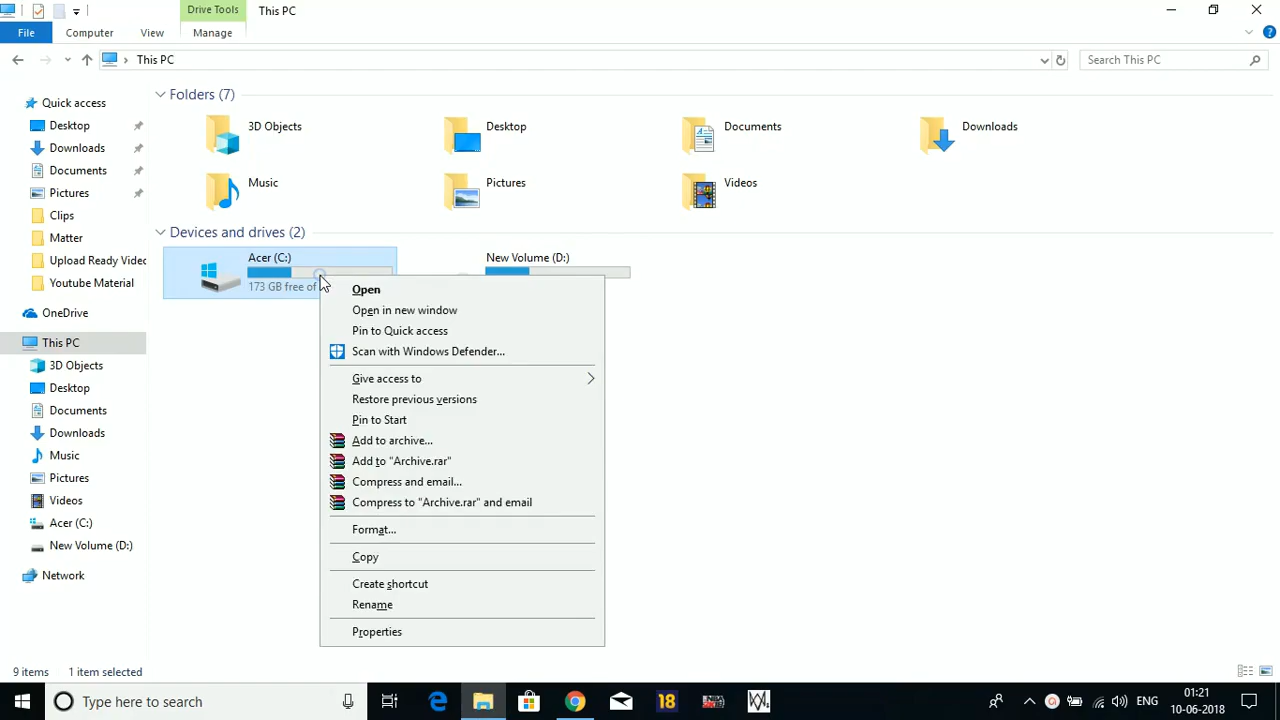 Drive Tools
This PC
File
Computer
View
Manage
This PC
Search This PC
Quick access
Desktop
Downloads
Documents
Pictures
Clips
Matter
Upload Ready Videc
Youtube Material
OneDrive
This PC
3D Objects
Desktop
Documents
Downloads
Music
Pictures
Videos
Acer (C:)
New Volume (D:)
Network
Folders (7)
3D Objects
Desktop
Documents
Downloads
Music
Pictures
Videos
Devices and drives (2)
Acer (C:)
173 GB free of
New Volume (D:)
Open
Open in new window
Pin to Quick access
Scan with Windows Defender...
Give access to
Restore previous versions
Pin to Start
Add to archive...
Add to "Archive.rar"
Compress and email...
Compress to "Archive.rar" and email
Format...
Copy
Create shortcut
Rename
Properties
9 items
1 item selected
Type here to search
18
ENG
01:21
10-06-2018